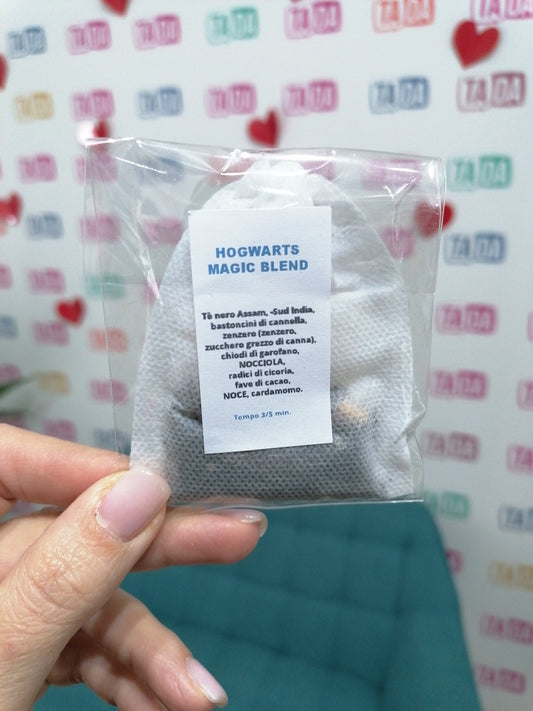 HOGWARTS
MAGIC BLEND
Tè nero Assam, -Sud India,
bastoncini di cannella,
zenzero (zenzero,
zucchero grezzo di canna),
chiodi di garofano,
NOCCIOLA,
radici di cicoria,
fave di cacao,
NOCE, cardamomo.
Tempo 3/5 min.
TADA